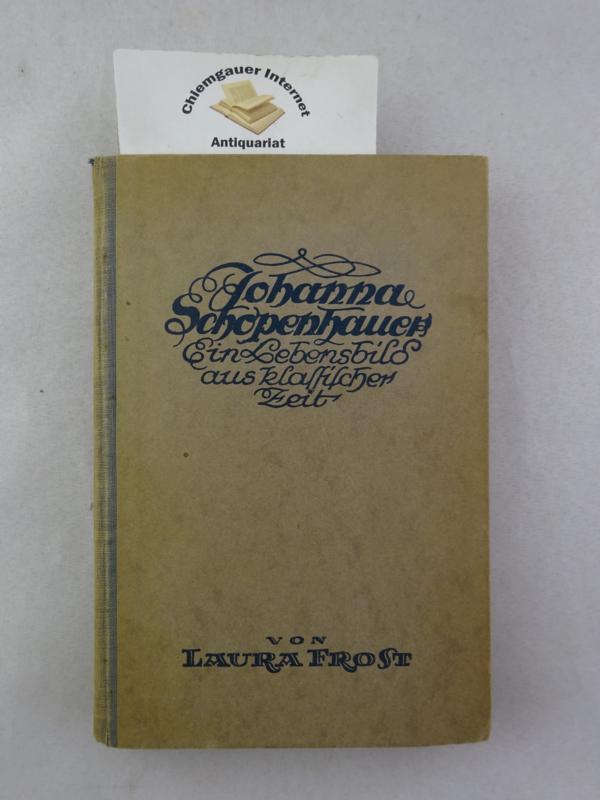 Chiemgauer Internet
Antiquariat
Johanna
Schopenhauer
Ein Lebensbild
aus klaſſiſcher
Zeit
VON
LAURA FROST